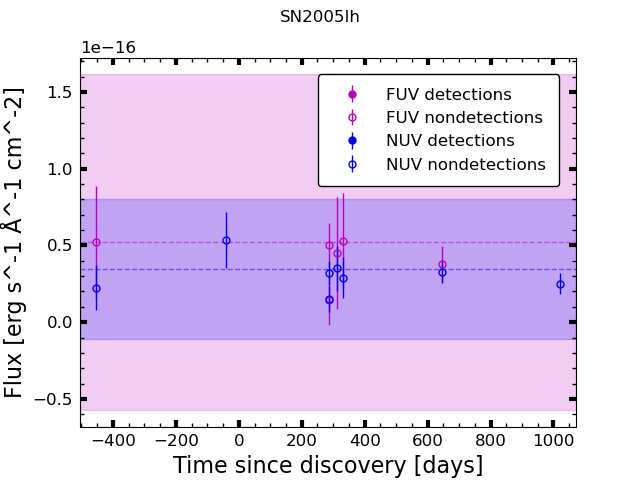 SN2005lh
1e−16
FUV detections
FUV nondetections
NUV detections
NUV nondetections
1.5
1.0
0.5
0.0
−0.5
Flux [erg s^-1 Å^-1 cm^-2]
−400 −200 0 200 400 600 800 1000
Time since discovery [days]